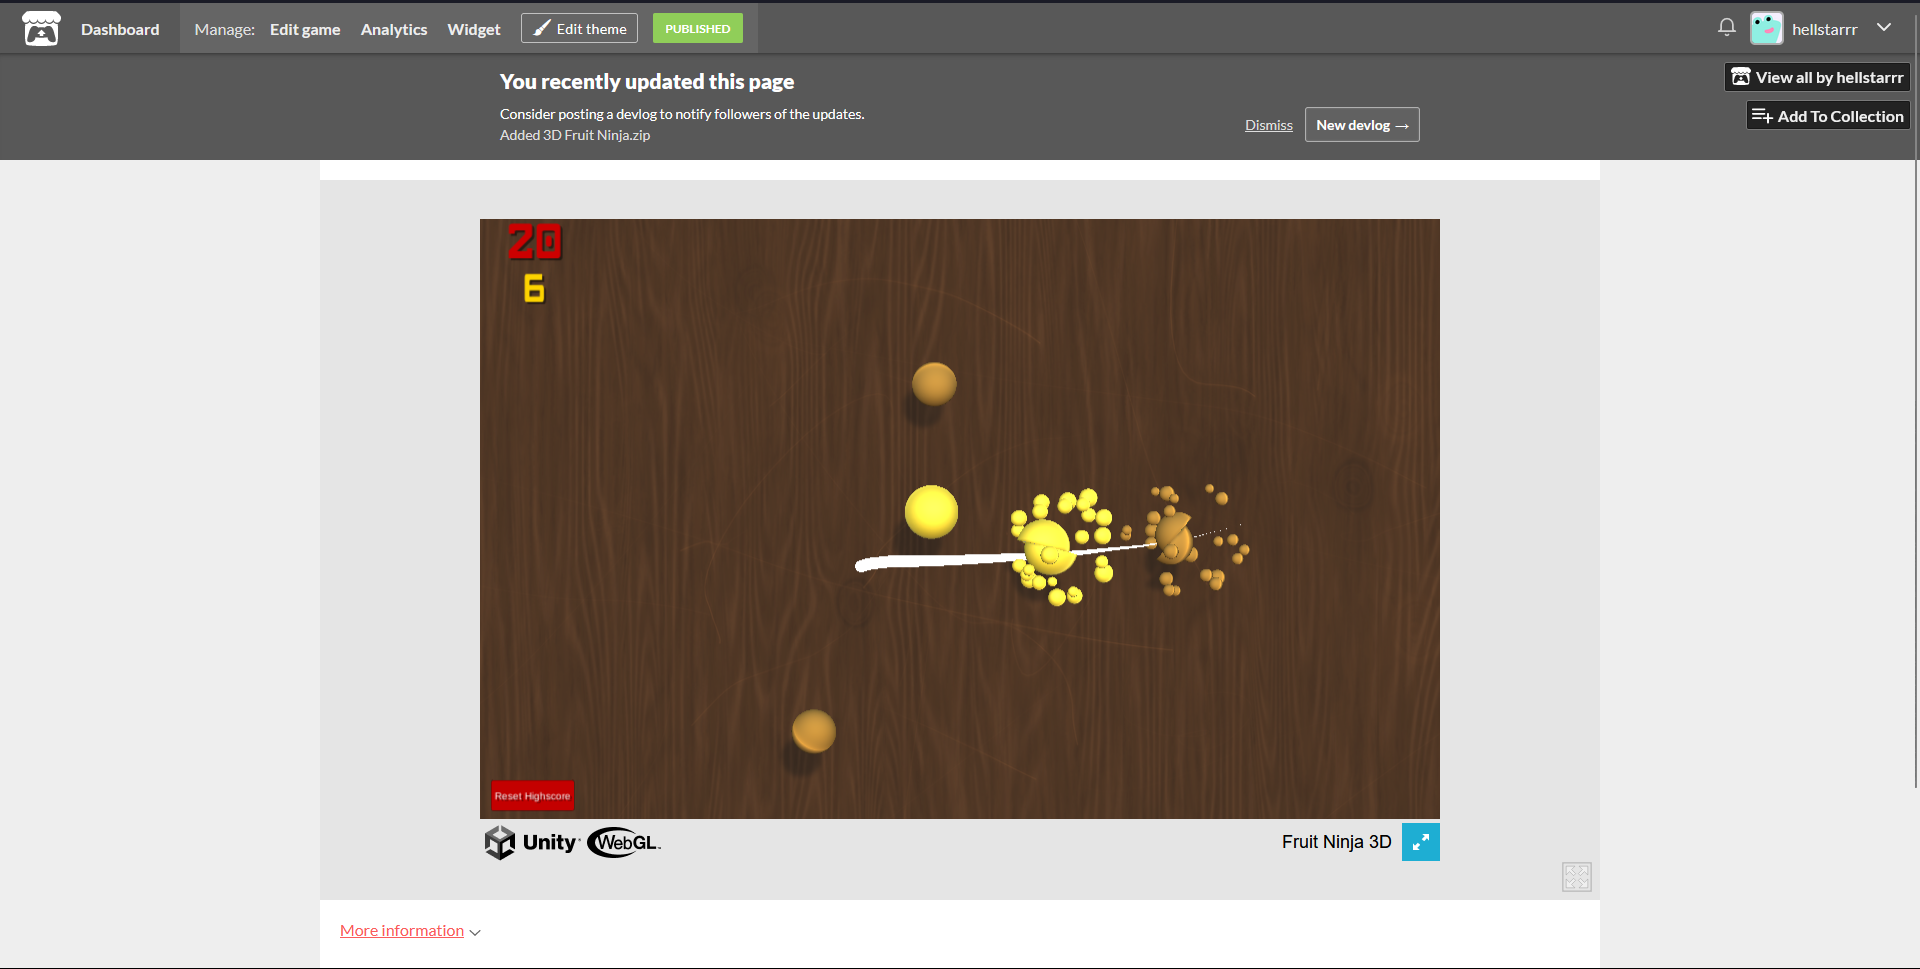 Dashboard
Manage: Edit game Analytics Widget Edit theme PUBLISHED
hellstarrr
You recently updated this page
Consider posting a devlog to notify followers of the updates.
Added 3D Fruit Ninja.zip
Dismiss New devlog →
View all by hellstarrr
Add To Collection
20
6
Reset Highscore
Unity WebGL™
Fruit Ninja 3D
More information